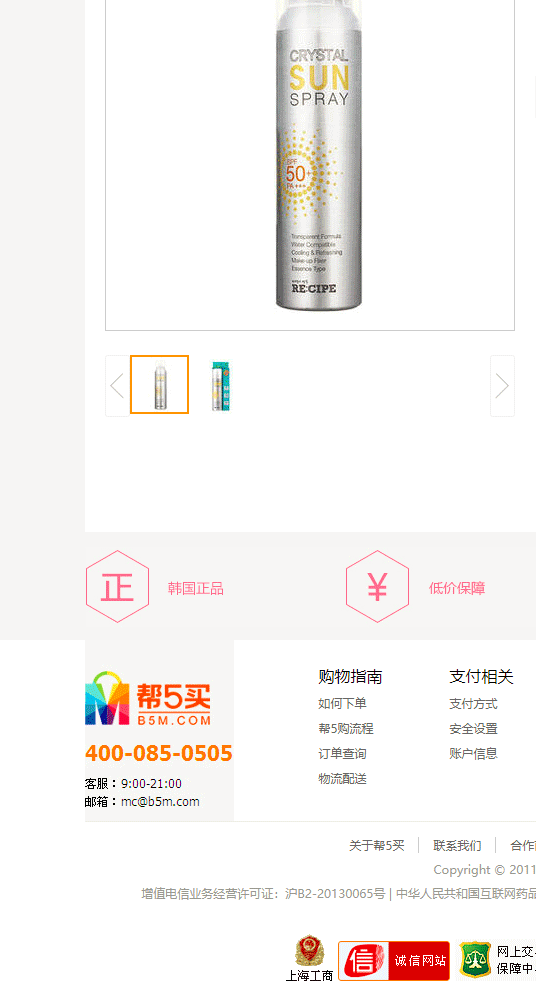 CRYSTAL
SUN
SPRAY
SPF
50+
PA+++
Transparent Formula
Water Compatible
Cooling & Refreshing
Make-up Fixer
Essence Type
RE:CIPE
正 韩国正品
¥ 低价保障
帮5买
B5M.COM
400-085-0505
客服：9:00-21:00
邮箱：mc@b5m.com
购物指南
如何下单
帮5购流程
订单查询
物流配送
支付相关
支付方式
安全设置
账户信息
关于帮5买 | 联系我们 | 合作
Copyright © 2011
增值电信业务经营许可证：沪B2-20130065号 | 中华人民共和国互联网药品
上海工商
信 诚信网站
网上交易
保障中心